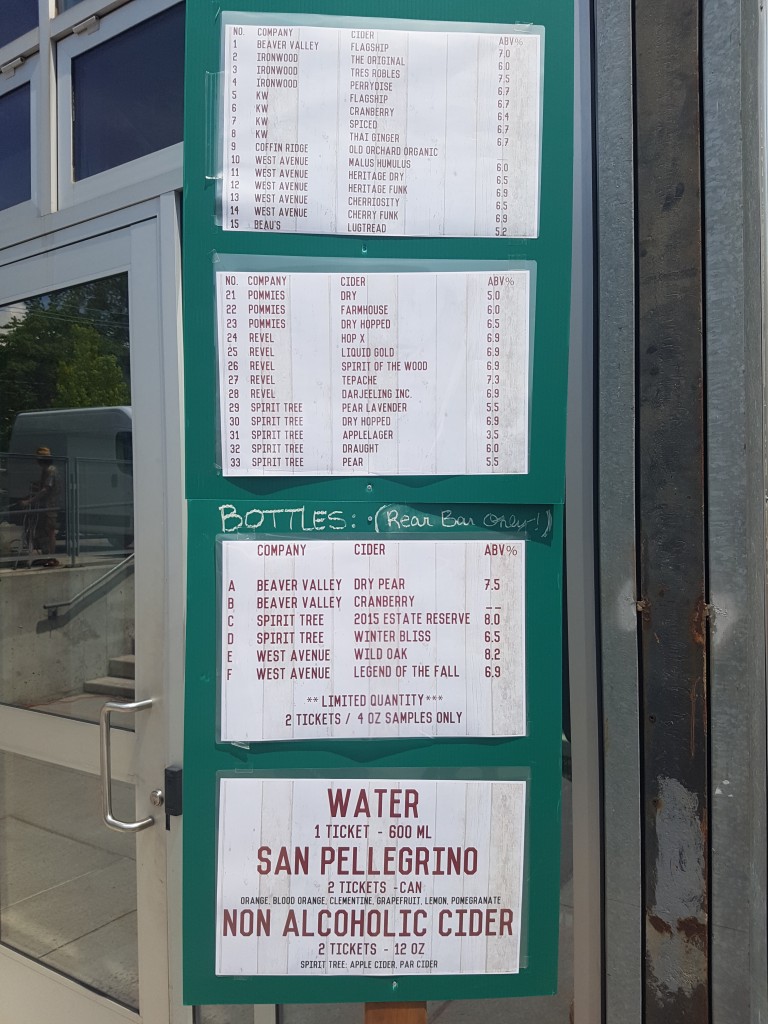 NO. COMPANY CIDER ABV%
1 BEAVER VALLEY FLAGSHIP 7.0
2 IRONWOOD THE ORIGINAL 6.0
3 IRONWOOD TRES ROBLES 7.5
4 IRONWOOD PERRYDISE 6.7
5 KW FLAGSHIP 6.7
6 KW CRANBERRY 6.4
7 KW SPICED 6.7
8 KW THAI GINGER 6.7
9 COFFIN RIDGE OLD ORCHARD ORGANIC __
10 WEST AVENUE MALUS HUMULUS 6.0
11 WEST AVENUE HERITAGE DRY 6.5
12 WEST AVENUE HERITAGE FUNK 6.9
13 WEST AVENUE CHERRIOSITY 6.5
14 WEST AVENUE CHERRY FUNK 6.9
15 BEAU'S LUGTREAD 5.2
NO. COMPANY CIDER ABV%
21 POMMIES DRY 5.0
22 POMMIES FARMHOUSE 6.0
23 POMMIES DRY HOPPED 6.5
24 REVEL HOP X 6.9
25 REVEL LIQUID GOLD 6.9
26 REVEL SPIRIT OF THE WOOD 6.9
27 REVEL TEPACHE 7.3
28 REVEL DARJEELING INC. 6.9
29 SPIRIT TREE PEAR LAVENDER 5.5
30 SPIRIT TREE DRY HOPPED 6.9
31 SPIRIT TREE APPLELAGER 3.5
32 SPIRIT TREE DRAUGHT 6.0
33 SPIRIT TREE PEAR 5.5
BOTTLES: (Rear Bar Only!)
COMPANY CIDER ABV%
A BEAVER VALLEY DRY PEAR 7.5
B BEAVER VALLEY CRANBERRY __
C SPIRIT TREE 2015 ESTATE RESERVE 8.0
D SPIRIT TREE WINTER BLISS 6.5
E WEST AVENUE WILD OAK 8.2
F WEST AVENUE LEGEND OF THE FALL 6.9
** LIMITED QUANTITY***
2 TICKETS / 4 OZ SAMPLES ONLY
WATER
1 TICKET - 600 ML
SAN PELLEGRINO
2 TICKETS -CAN
ORANGE, BLOOD ORANGE, CLEMENTINE, GRAPEFRUIT, LEMON, POMEGRANATE
NON ALCOHOLIC CIDER
2 TICKETS - 12 OZ
SPIRIT TREE: APPLE CIDER, PAR CIDER